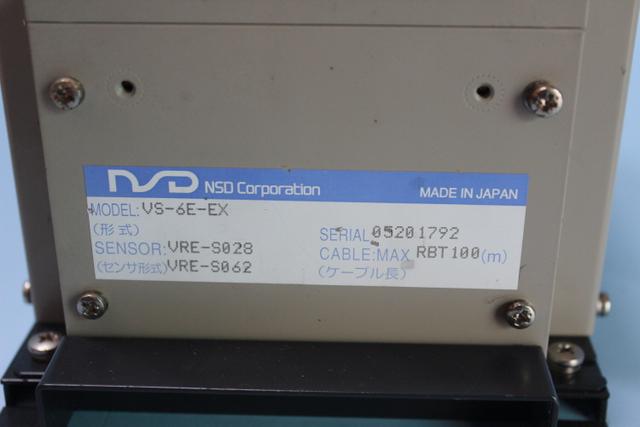 NSD NSD Corporation MADE IN JAPAN
MODEL: VS-6E-EX
(形式) SERIAL 05201792
SENSOR: VRE-S028 CABLE:MAX RBT100(m)
(センサ形式) VRE-S062 (ケーブル長)